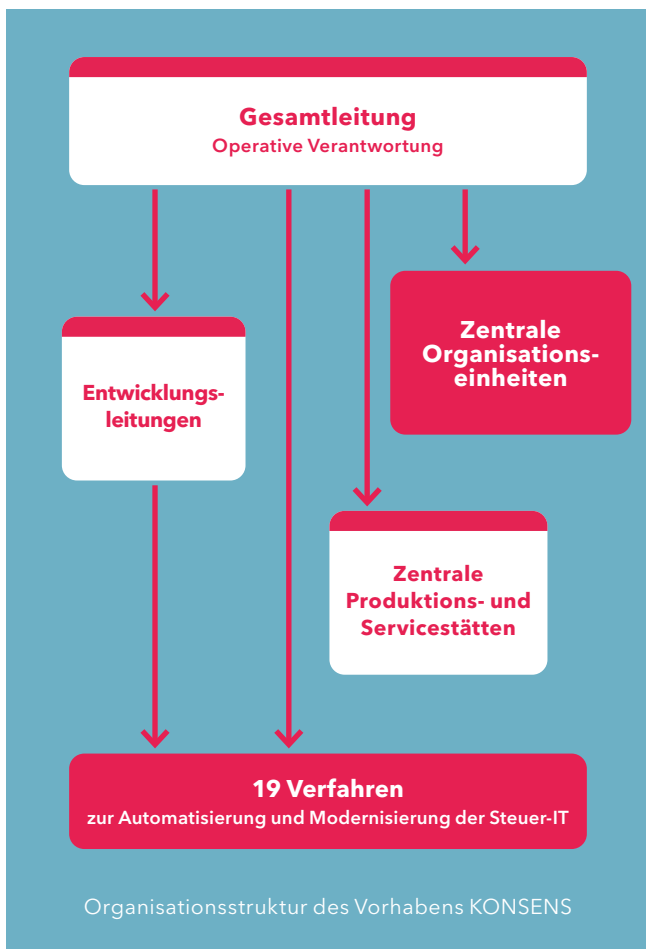 Gesamtleitung
Operative Verantwortung
Zentrale
Organisations-
einheiten
Entwicklungs-
leitungen
Zentrale
Produktions- und
Servicestätten
19 Verfahren
zur Automatisierung und Modernisierung der Steuer-IT
Organisationsstruktur des Vorhabens KONSENS